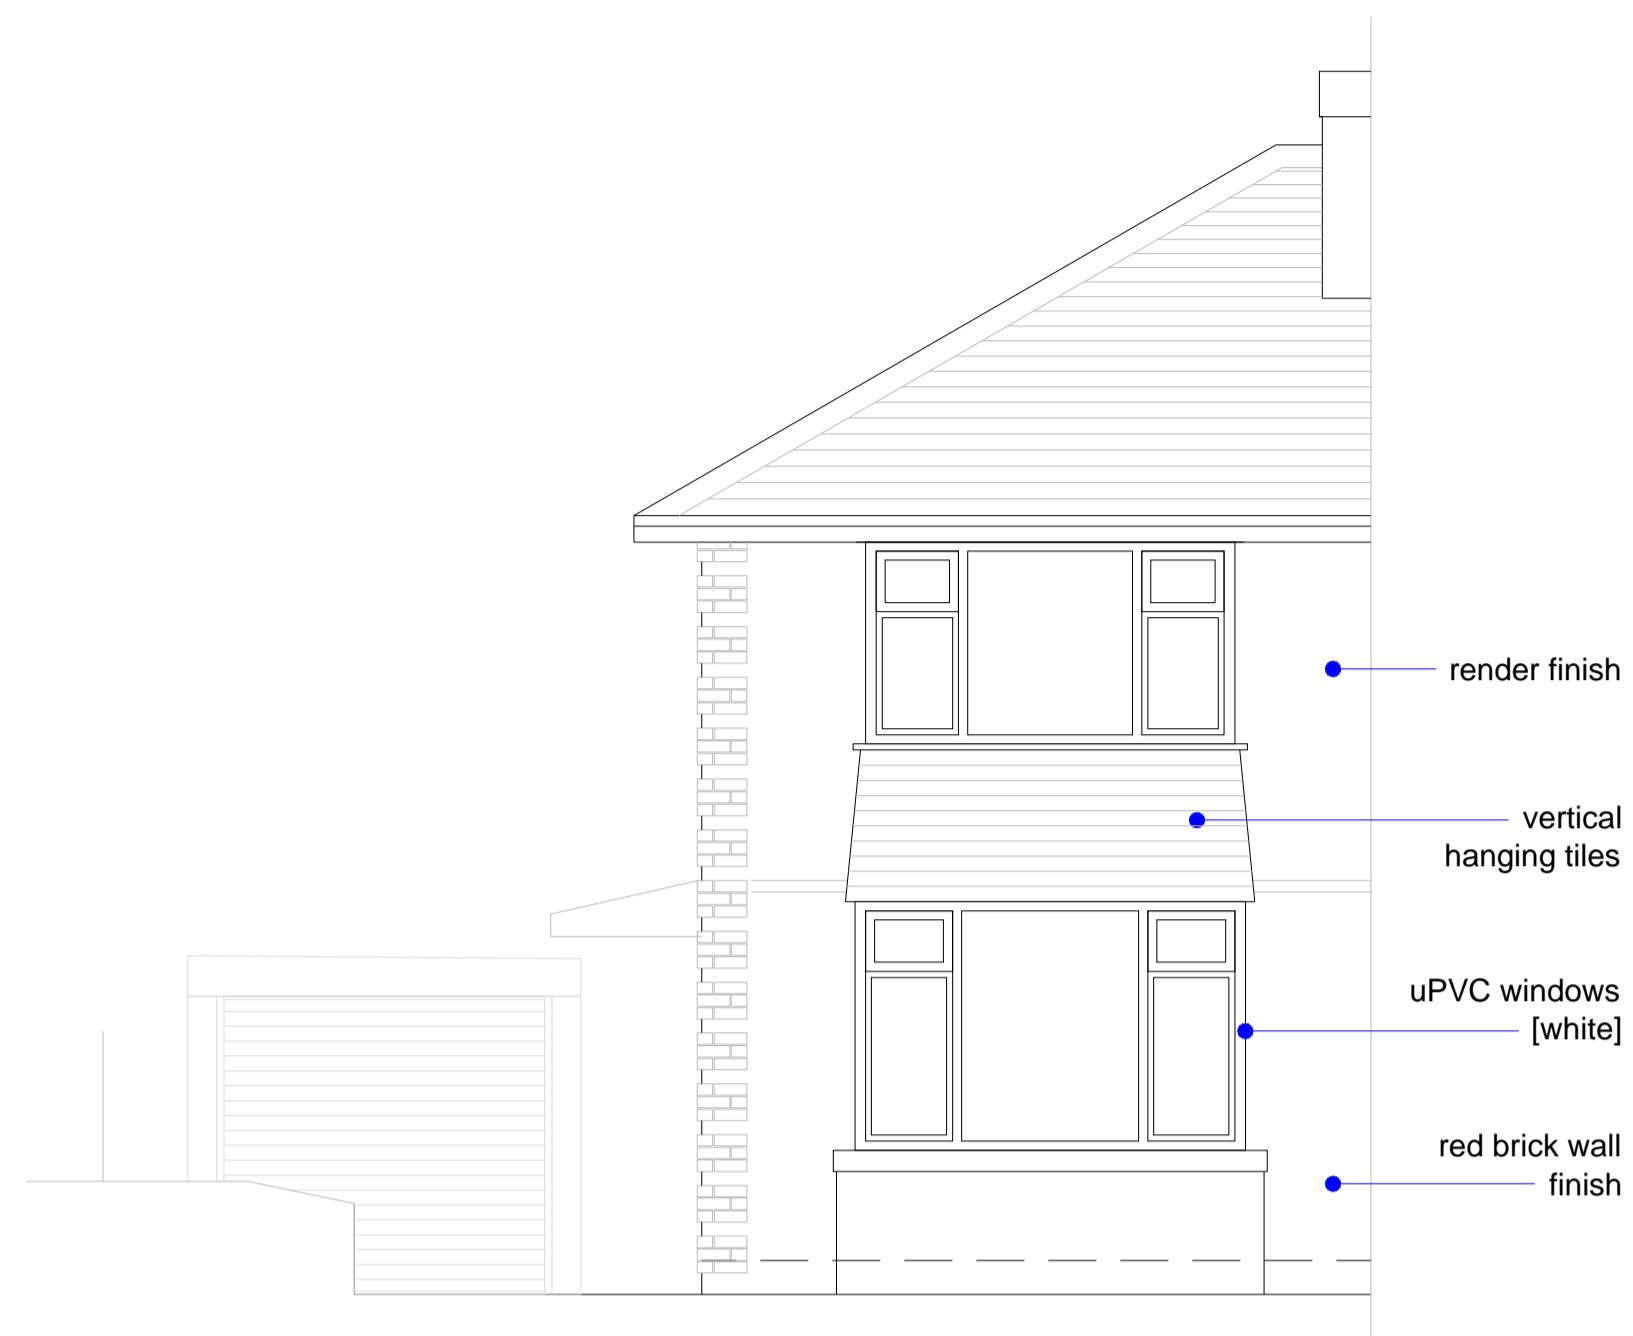 render finish
vertical
hanging tiles
uPVC windows
[white]
red brick wall
finish